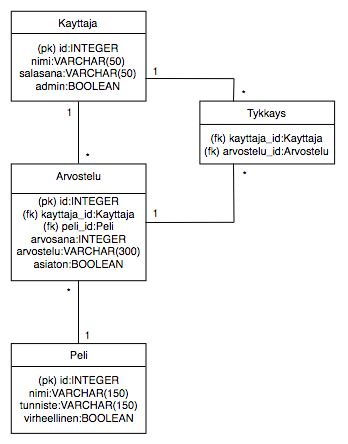 Kayttaja
(pk) id:INTEGER
nimi:VARCHAR(50)
salasana:VARCHAR(50)
admin:BOOLEAN
1
*
Tykkays
(fk) kayttaja_id:Kayttaja
(fk) arvostelu_id:Arvostelu
1
*
Arvostelu
(pk) id:INTEGER
(fk) kayttaja_id:Kayttaja
(fk) peli_id:Peli
arvosana:INTEGER
arvostelu:VARCHAR(300)
asiaton:BOOLEAN
1
*
*
1
Peli
(pk) id:INTEGER
nimi:VARCHAR(150)
tunniste:VARCHAR(150)
virheellinen:BOOLEAN